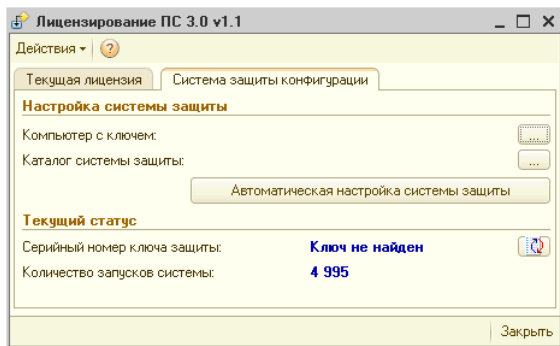 Лицензирование ПС 3.0 v1.1
Действия
?
Текущая лицензия
Система защиты конфигурации
Настройка системы защиты
Компьютер с ключем:
...
Каталог системы защиты:
...
Автоматическая настройка системы защиты
Текущий статус
Серийный номер ключа защиты: Ключ не найден
Количество запусков системы: 4 995
Закрыть